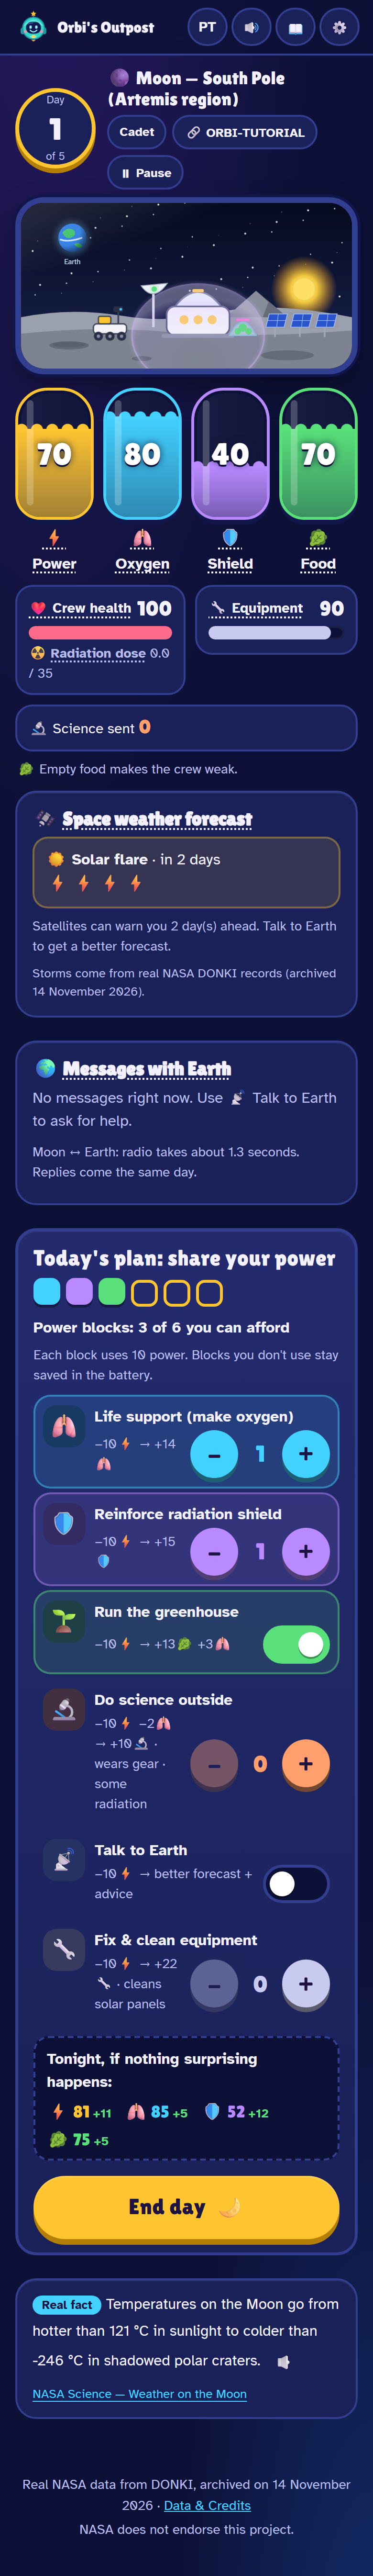 Orbi's Outpost
PT
Day
1
of 5
Moon — South Pole
(Artemis region)
Cadet
ORBI-TUTORIAL
Pause
Earth
70
80
40
70
Power
Oxygen
Shield
Food
Crew health 100
Radiation dose 0.0
/ 35
Equipment 90
Science sent 0
Empty food makes the crew weak.
Space weather forecast
Solar flare · in 2 days
Satellites can warn you 2 day(s) ahead. Talk to Earth
to get a better forecast.
Storms come from real NASA DONKI records (archived
14 November 2026).
Messages with Earth
No messages right now. Use 📡 Talk to Earth
to ask for help.
Moon ↔ Earth: radio takes about 1.3 seconds.
Replies come the same day.
Today's plan: share your power
Power blocks: 3 of 6 you can afford
Each block uses 10 power. Blocks you don't use stay
saved in the battery.
Life support (make oxygen)
−10⚡ → +14
🫁
– 1 +
Reinforce radiation shield
−10⚡ → +15
🛡️
– 1 +
Run the greenhouse
−10⚡ → +13🥦 +3🫁
Do science outside
−10⚡ −2🫁
→ +10🔬 ·
wears gear ·
some
radiation
– 0 +
Talk to Earth
−10⚡ → better forecast +
advice
Fix & clean equipment
−10⚡ → +22
🔧 · cleans
solar panels
– 0 +
Tonight, if nothing surprising
happens:
⚡ 81 +11 🫁 85 +5 🛡️ 52 +12
🥦 75 +5
End day
Real fact Temperatures on the Moon go from
hotter than 121 °C in sunlight to colder than
-246 °C in shadowed polar craters.
NASA Science — Weather on the Moon
Real NASA data from DONKI, archived on 14 November
2026 · Data & Credits
NASA does not endorse this project.